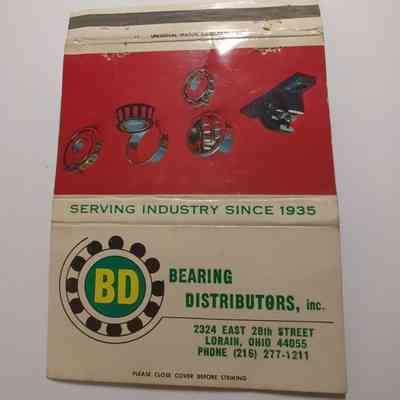 SERVING INDUSTRY SINCE 1935
BD
BEARING
DISTRIBUTORS, inc.
2324 EAST 28th STREET
LORAIN, OHIO 44055
PHONE (216) 277-1211
PLEASE CLOSE COVER BEFORE STRIKING